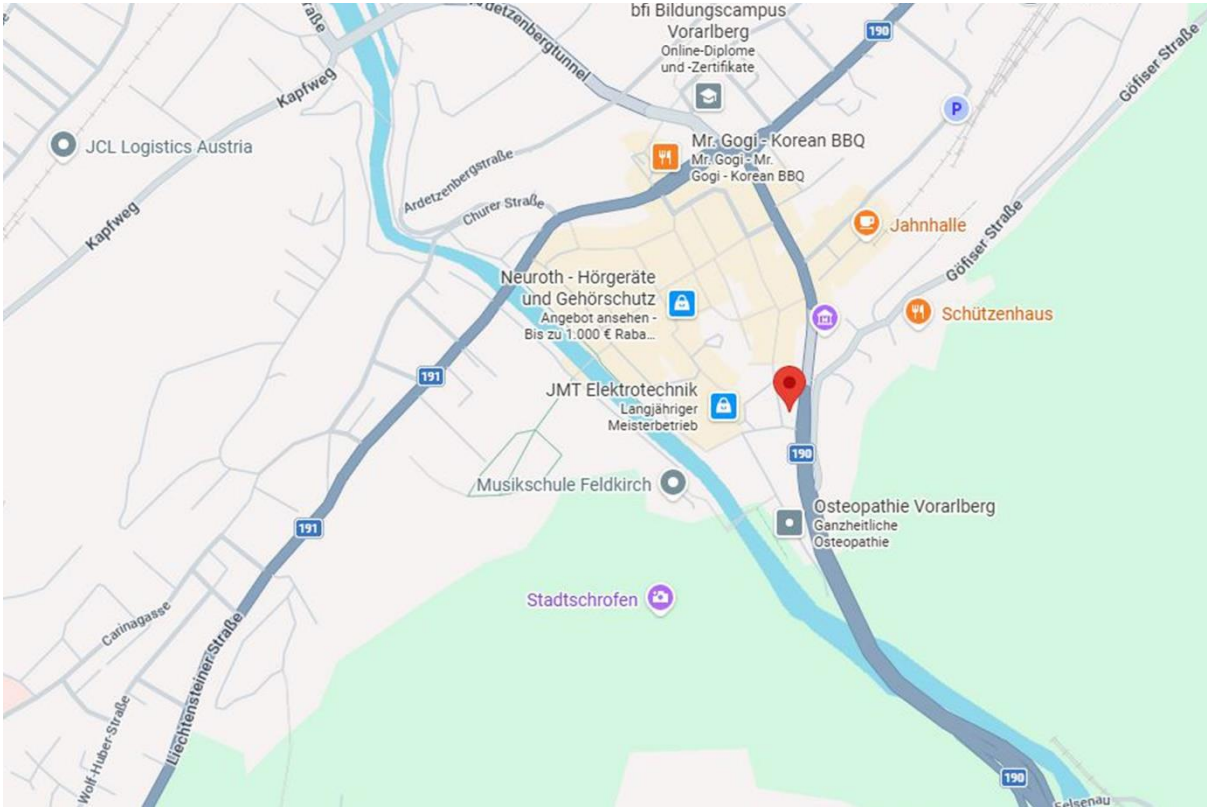 bfi Bildungscampus
Vorarlberg
Online-Diplome
und -Zertifikate
190
Göfiser Straße
Straße
Ardetzenbergtunnel
Kapfweg
P
JCL Logistics Austria
Mr. Gogi - Korean BBQ
Mr. Gogi - Mr.
Gogi - Korean BBQ
Ardetzenbergstraße
Churer Straße
Kapfweg
Jahnhalle
Göfiser Straße
Neuroth - Hörgeräte
und Gehörschutz
Angebot ansehen -
Bis zu 1.000 € Raba...
Schützenhaus
191
JMT Elektrotechnik
Langjähriger
Meisterbetrieb
190
Musikschule Feldkirch
Osteopathie Vorarlberg
Ganzheitliche
Osteopathie
191
Stadtschrofen
Carinagasse
Liechtensteiner Straße
Wolf-Huber-Straße
190
Felsenau